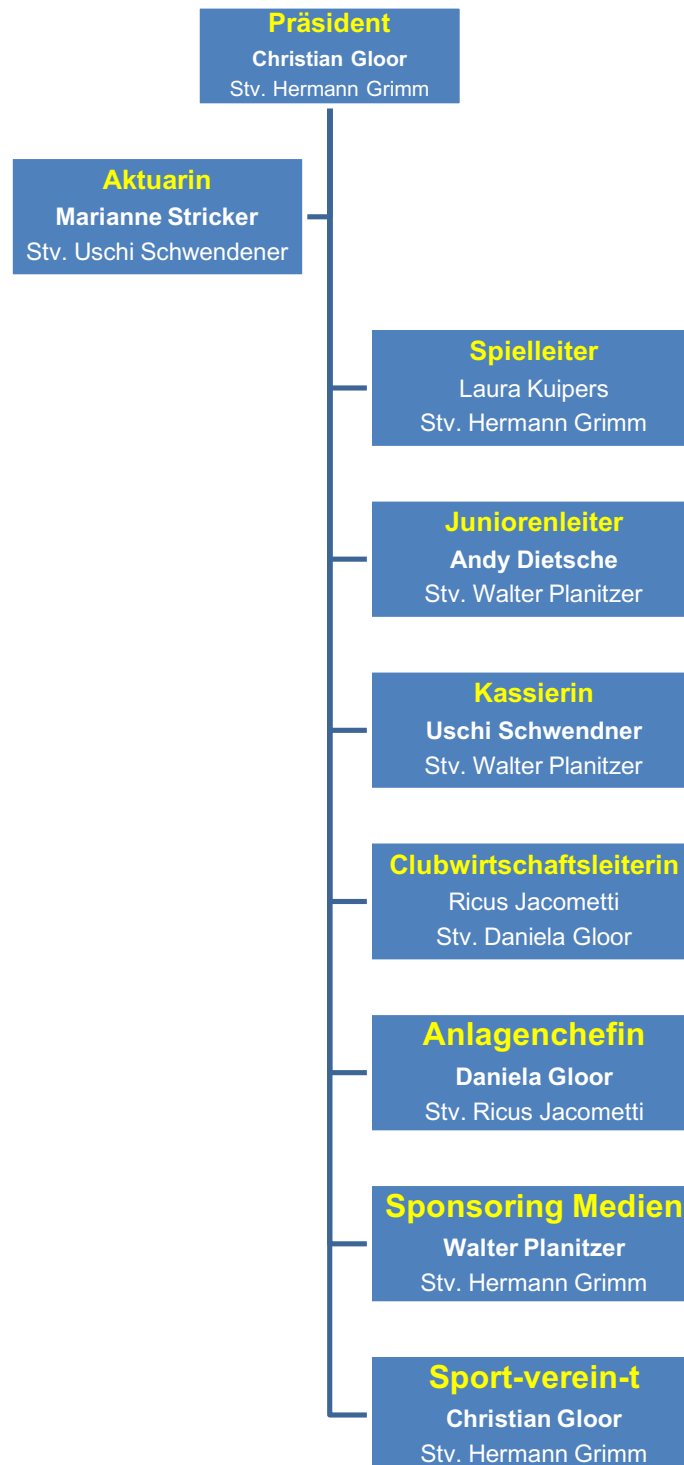 Präsident
Christian Gloor
Stv. Hermann Grimm
Aktuarin
Marianne Stricker
Stv. Uschi Schwendener
Spielleiter
Laura Kuipers
Stv. Hermann Grimm
Juniorenleiter
Andy Dietsche
Stv. Walter Planitzer
Kassierin
Uschi Schwendner
Stv. Walter Planitzer
Clubwirtschaftsleiterin
Ricus Jacometti
Stv. Daniela Gloor
Anlagenchefin
Daniela Gloor
Stv. Ricus Jacometti
Sponsoring Medien
Walter Planitzer
Stv. Hermann Grimm
Sport-verein-t
Christian Gloor
Stv. Hermann Grimm